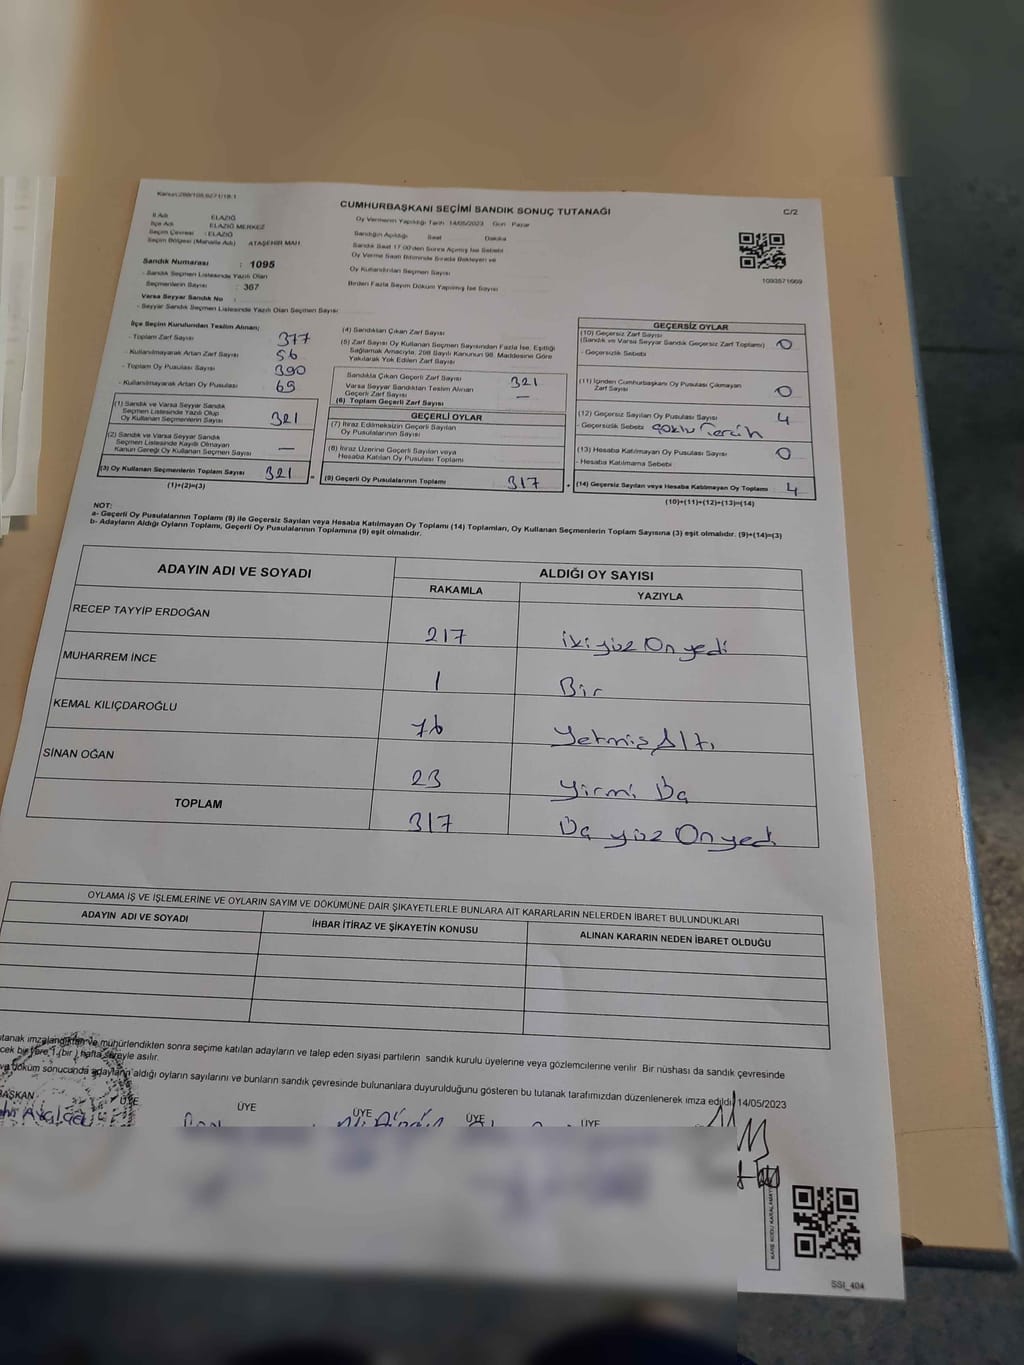 CUMHURBAŞKANI SEÇİMİ SANDIK SONUÇ TUTANAĞI
C/2
Oy Vermenin Yapıldığı Tarih : 14/05/2023 Gün : Pazar
İl Adı : ELAZIĞ
İlçe Adı : ELAZIĞ MERKEZ
Seçim Çevresi : ELAZIĞ
Seçim Bölgesi (Mahalle Adı) : ATAŞEHİR MAH.
Sandığın Açıldığı Saat Dakika
Sandık Saat 17.00'den Sonra Açılmış İse Sebebi
Oy Verme Saati Bitiminde Sırada Bekleyen ve
Oy Kullandırılan Seçmen Sayısı
Birden Fazla Sayım Döküm Yapılmış İse Sayısı
1093871669
Sandık Numarası : 1095
- Sandık Seçmen Listesinde Yazılı Olan
Seçmenlerin Sayısı : 367
Varsa Seyyar Sandık No :
- Seyyar Sandık Seçmen Listesinde Yazılı Olan Seçmen Sayısı
İlçe Seçim Kurulundan Teslim Alınan;
- Toplam Zarf Sayısı 377
- Kullanılmayarak Artan Zarf Sayısı 56
- Toplam Oy Pusulası Sayısı 390
- Kullanılmayarak Artan Oy Pusulası 69
(1) Sandık ve Varsa Seyyar Sandık
Seçmen Listesinde Yazılı Olup
Oy Kullanan Seçmenlerin Sayısı 321
(2) Sandık ve Varsa Seyyar Sandık
Seçmen Listesinde Kayıtlı Olmayan
Kanun Gereği Oy Kullanan Seçmen Sayısı —
(3) Oy Kullanan Seçmenlerin Toplam Sayısı 321
(1)+(2)=(3)
(4) Sandıktan Çıkan Zarf Sayısı
(5) Zarf Sayısı Oy Kullanan Seçmen Sayısından Fazla İse, Eşitliği
Sağlamak Amacıyla, 298 Sayılı Kanunun 98. Maddesine Göre
Yakılarak Yok Edilen Zarf Sayısı
Sandıkta Çıkan Geçerli Zarf Sayısı 321
Varsa Seyyar Sandıktan Teslim Alınan
Geçerli Zarf Sayısı —
(6) Toplam Geçerli Zarf Sayısı
GEÇERLİ OYLAR
(7) İtiraz Edilmeksizin Geçerli Sayılan
Oy Pusulalarının Sayısı
(8) İtiraz Üzerine Geçerli Sayılan veya
Hesaba Katılan Oy Pusulası Toplamı
(9) Geçerli Oy Pusulalarının Toplamı 317
GEÇERSİZ OYLAR
(10) Geçersiz Zarf Sayısı
(Sandık ve Varsa Seyyar Sandık Geçersiz Zarf Toplamı) 0
- Geçersizlik Sebebi
(11) İçinden Cumhurbaşkanı Oy Pusulası Çıkmayan
Zarf Sayısı 0
(12) Geçersiz Sayılan Oy Pusulası Sayısı 4
- Geçersizlik Sebebi Çoklu Tercih
(13) Hesaba Katılmayan Oy Pusulası Sayısı 0
- Hesaba Katılmama Sebebi
(14) Geçersiz Sayılan veya Hesaba Katılmayan Oy Toplamı 4
(10)+(11)+(12)+(13)=(14)
NOT:
a- Geçerli Oy Pusulalarının Toplamı (9) ile Geçersiz Sayılan veya Hesaba Katılmayan Oy Toplamı (14) Toplamları, Oy Kullanan Seçmenlerin Toplam Sayısına (3) eşit olmalıdır. (9)+(14)=(3)
b- Adayların Aldığı Oyların Toplamı, Geçerli Oy Pusulalarının Toplamına (9) eşit olmalıdır.
ADAYIN ADI VE SOYADI ALDIĞI OY SAYISI
RAKAMLA YAZIYLA
RECEP TAYYİP ERDOĞAN 217 İkiyüz On yedi
MUHARREM İNCE 1 Bir
KEMAL KILIÇDAROĞLU 76 Yetmiş Altı
SİNAN OĞAN 23 Yirmi Üç
TOPLAM 317 Üç yüz On yedi
OYLAMA İŞ VE İŞLEMLERİNE VE OYLARIN SAYIM VE DÖKÜMÜNE DAİR ŞİKAYETLERLE BUNLARA AİT KARARLARIN NELERDEN İBARET BULUNDUKLARI
ADAYIN ADI VE SOYADI İHBAR İTİRAZ VE ŞİKAYETİN KONUSU ALINAN KARARIN NEDEN İBARET OLDUĞU
tanak imzalandıktan ve mühürlendikten sonra seçime katılan adayların ve talep eden siyasi partilerin sandık kurulu üyelerine veya gözlemcilerine verilir. Bir nüshası da sandık çevresinde
1 (bir) hafta süreyle asılır.
ve döküm sonucunda adayların aldığı oyların sayılarını ve bunların sandık çevresinde bulunanlara duyurulduğunu gösteren bu tutanak tarafımızdan düzenlenerek imza edildi. 14/05/2023
BAŞKAN ÜYE ÜYE ÜYE ÜYE ÜYE
SSİ_404